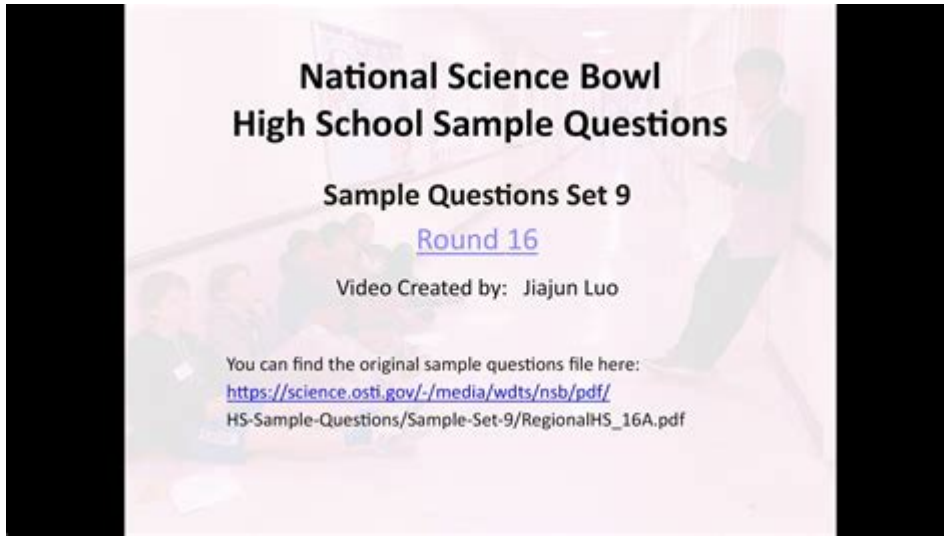 National Science Bowl
High School Sample Questions
Sample Questions Set 9
Round 16
Video Created by: Jiajun Luo
You can find the original sample questions file here:
https://science.osti.gov/-/media/wdts/nsb/pdf/
HS-Sample-Questions/Sample-Set-9/RegionalHS_16A.pdf